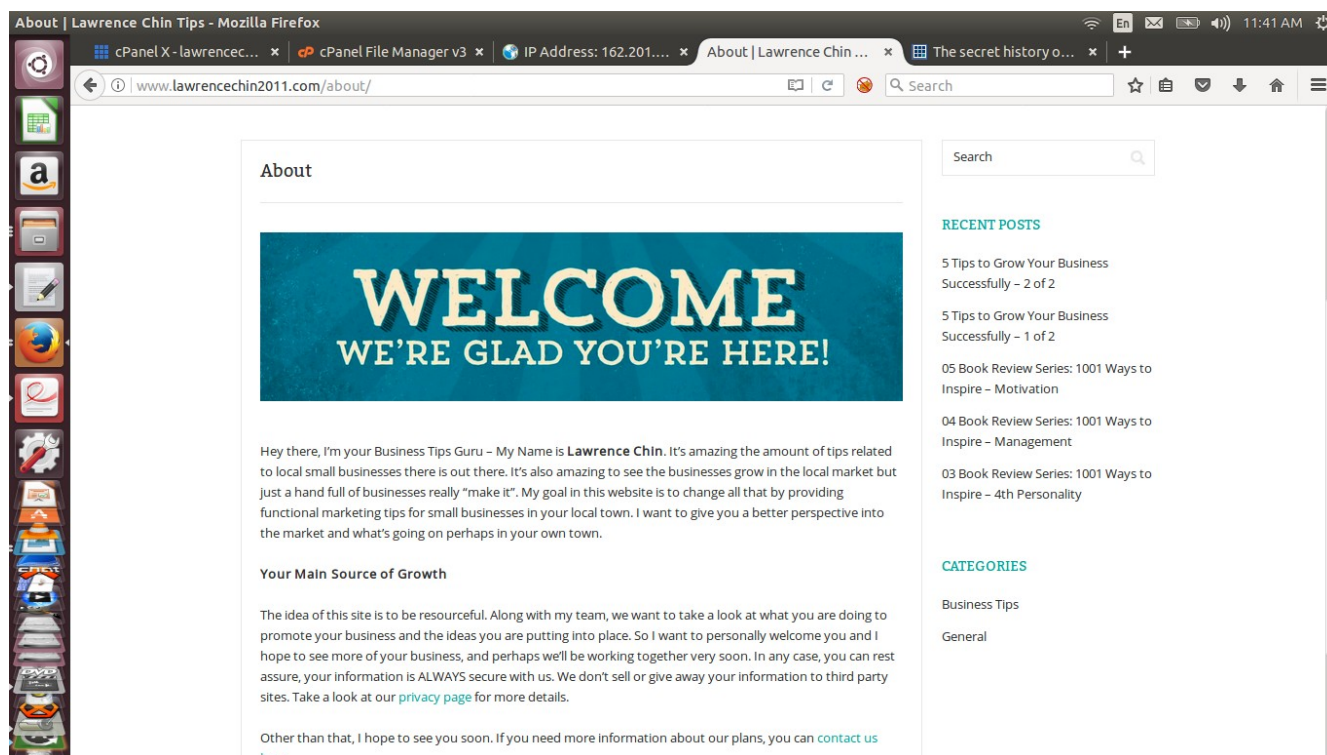 About | Lawrence Chin Tips - Mozilla Firefox
En
11:41 AM
cPanel X - lawrencec...
cPanel File Manager v3
IP Address: 162.201....
About | Lawrence Chin ...
The secret history o...
www.lawrencechin2011.com/about/
Search
About
WELCOME
WE'RE GLAD YOU'RE HERE!
Hey there, I'm your Business Tips Guru – My Name is Lawrence Chin. It's amazing the amount of tips related
to local small businesses there is out there. It's also amazing to see the businesses grow in the local market but
just a hand full of businesses really “make it”. My goal in this website is to change all that by providing
functional marketing tips for small businesses in your local town. I want to give you a better perspective into
the market and what's going on perhaps in your own town.
Your Main Source of Growth
The idea of this site is to be resourceful. Along with my team, we want to take a look at what you are doing to
promote your business and the ideas you are putting into place. So I want to personally welcome you and I
hope to see more of your business, and perhaps we'll be working together very soon. In any case, you can rest
assure, your information is ALWAYS secure with us. We don't sell or give away your information to third party
sites. Take a look at our privacy page for more details.
Other than that, I hope to see you soon. If you need more information about our plans, you can contact us
Search
RECENT POSTS
5 Tips to Grow Your Business
Successfully – 2 of 2
5 Tips to Grow Your Business
Successfully – 1 of 2
05 Book Review Series: 1001 Ways to
Inspire – Motivation
04 Book Review Series: 1001 Ways to
Inspire – Management
03 Book Review Series: 1001 Ways to
Inspire – 4th Personality
CATEGORIES
Business Tips
General